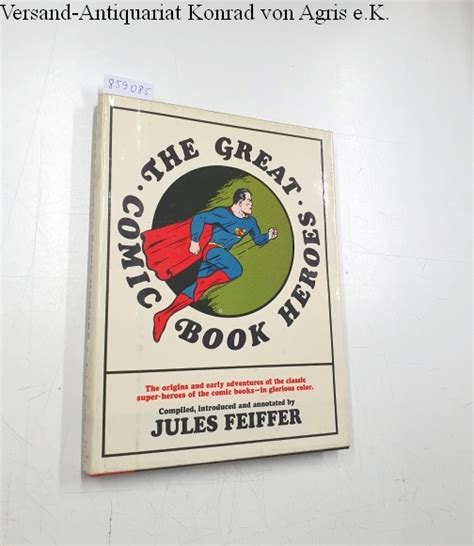 Versand-Antiquariat Konrad von Agris e.K.
859085
·THE GREAT·
COMIC BOOK HEROES
The origins and early adventures of the classic
super-heroes of the comic books—in glorious color.
Compiled, introduced and annotated by
JULES FEIFFER